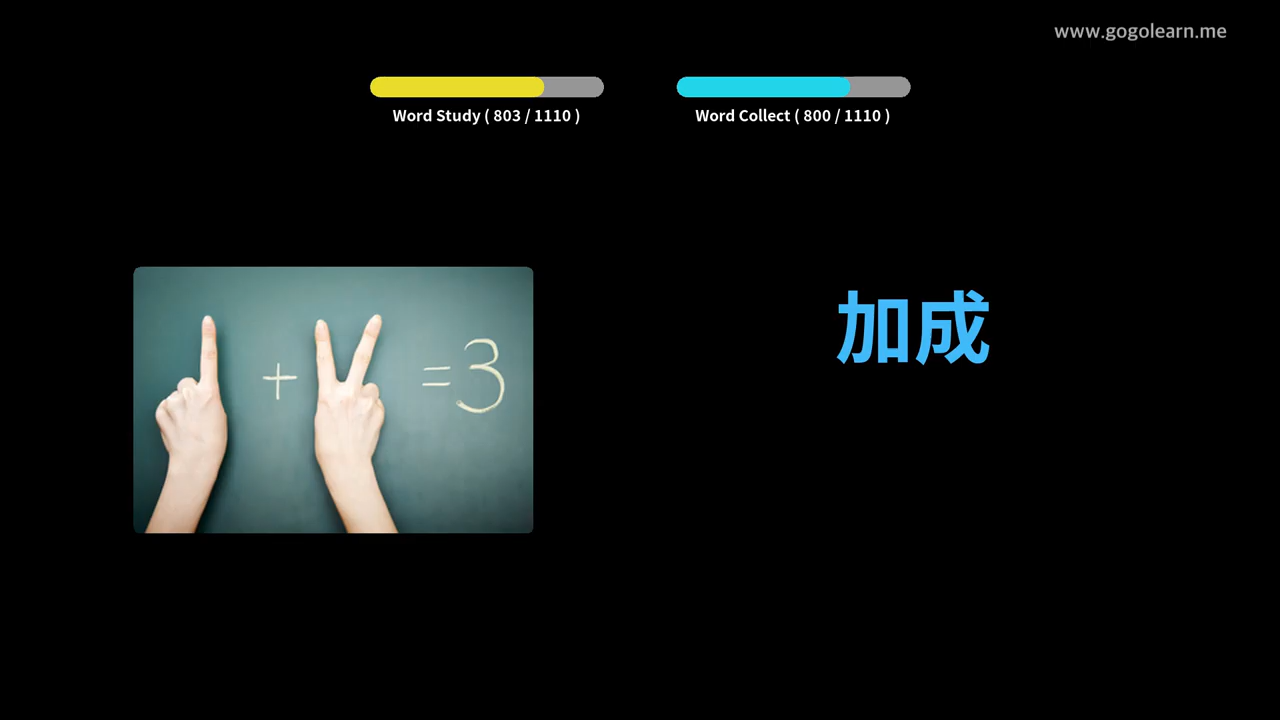 www.gogolearn.me
Word Study ( 803 / 1110 )
Word Collect ( 800 / 1110 )
+ =3
加成